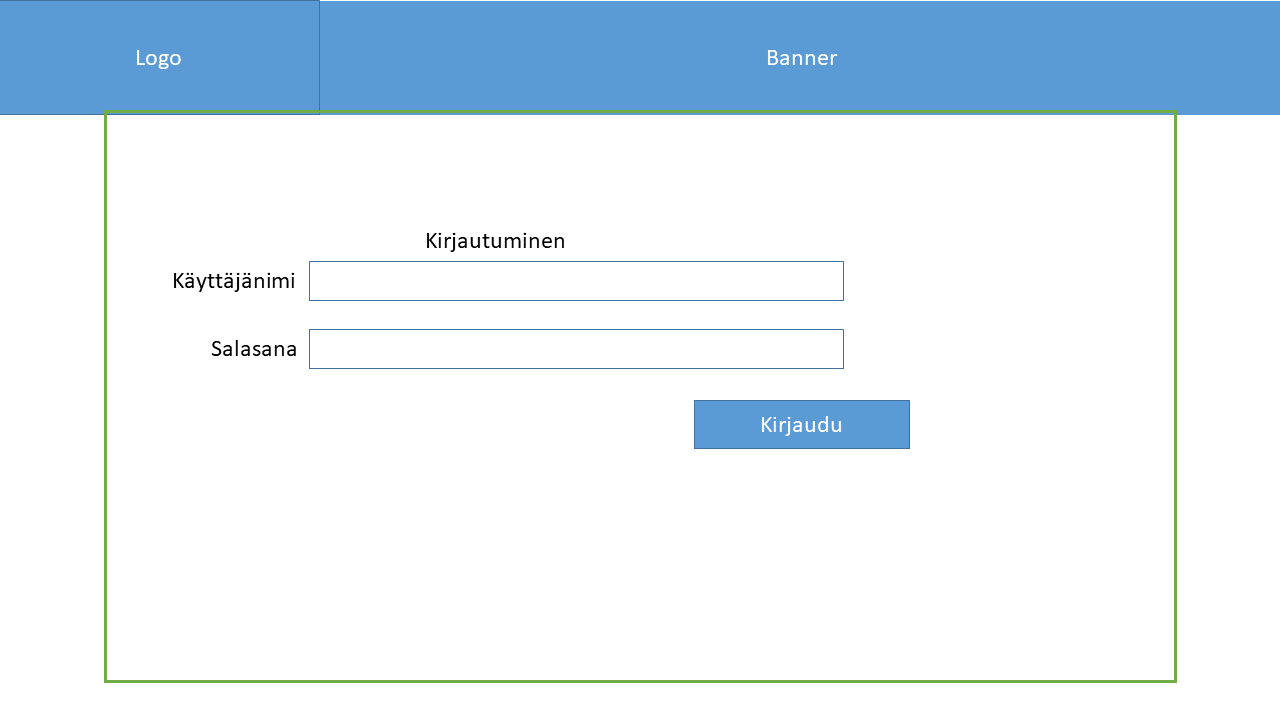 Logo
Banner
Kirjautuminen
Käyttäjänimi
Salasana
Kirjaudu